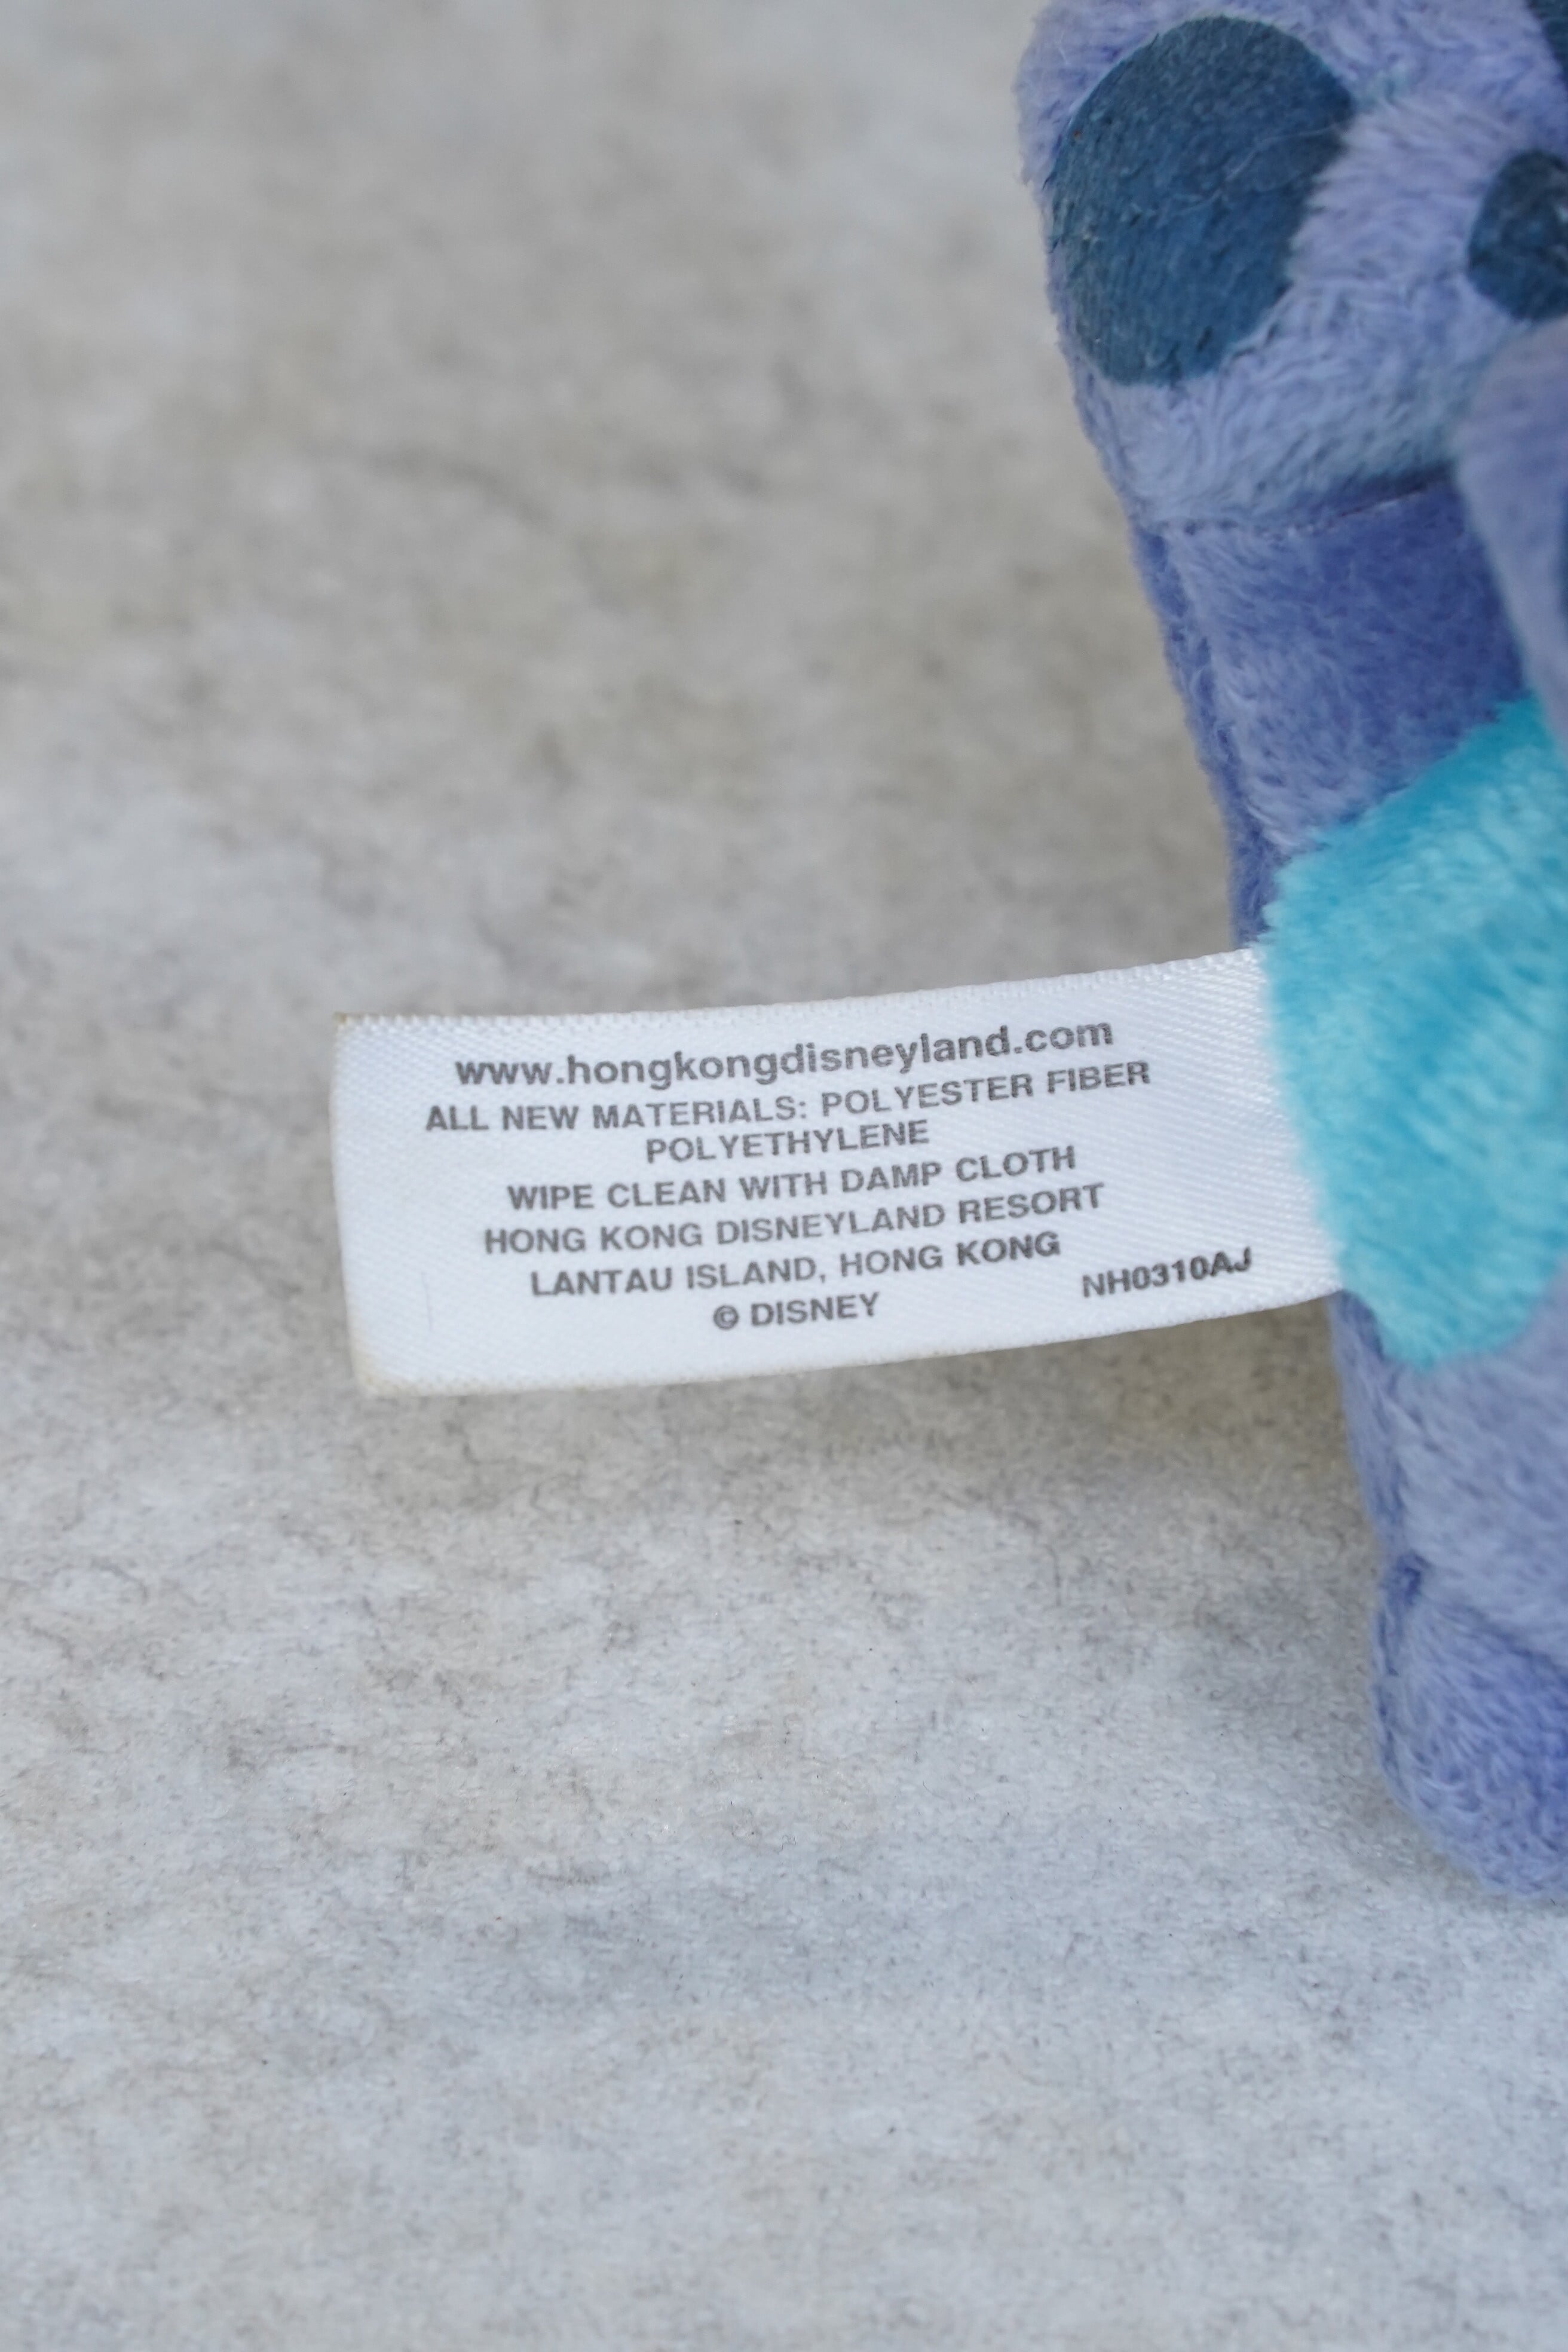 www.hongkongdisneyland.com
ALL NEW MATERIALS: POLYESTER FIBER
POLYETHYLENE
WIPE CLEAN WITH DAMP CLOTH
HONG KONG DISNEYLAND RESORT
LANTAU ISLAND, HONG KONG
© DISNEY
NH0310AJ